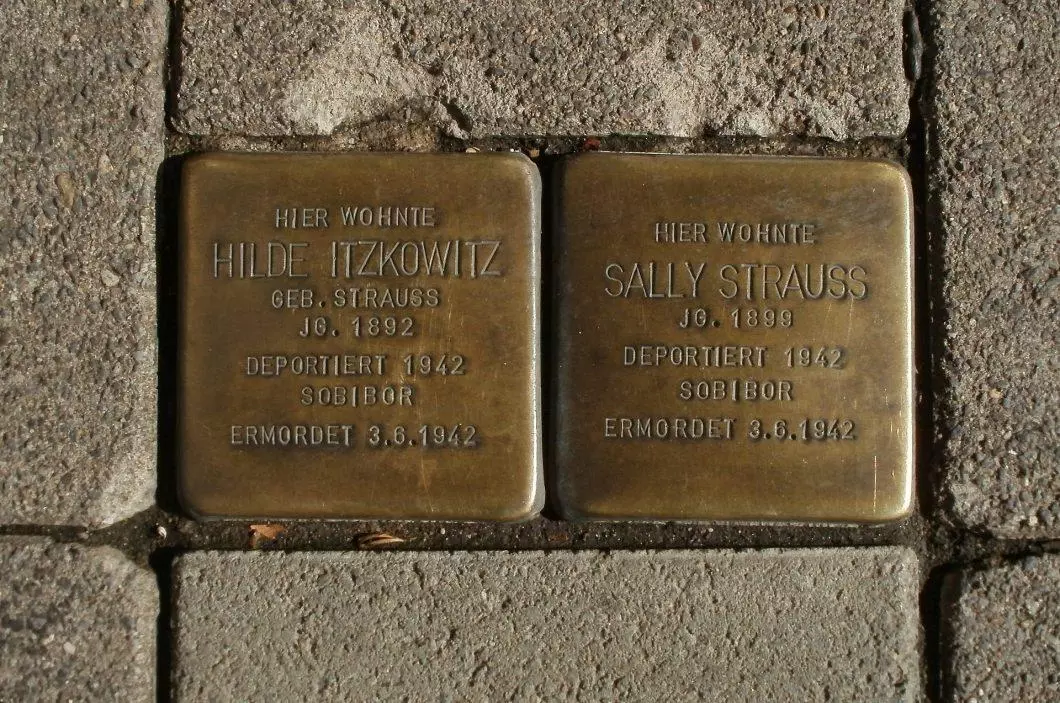 HIER WOHNTE
HILDE ITZKOWITZ
GEB. STRAUSS
JG. 1892
DEPORTIERT 1942
SOBIBOR
ERMORDET 3.6.1942
HIER WOHNTE
SALLY STRAUSS
JG. 1899
DEPORTIERT 1942
SOBIBOR
ERMORDET 3.6.1942